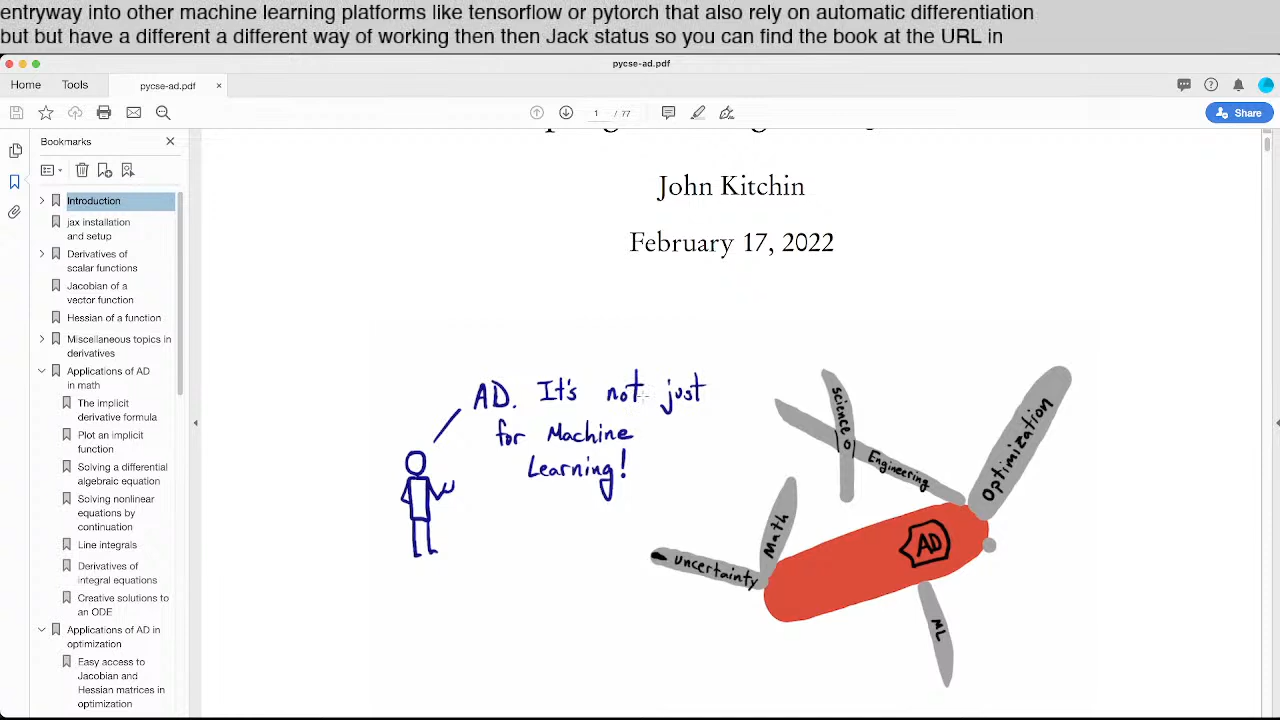 entryway into other machine learning platforms like tensorflow or pytorch that also rely on automatic differentiation
but but have a different a different way of working then then Jack status so you can find the book at the URL in
pycse-ad.pdf
Home
Tools
pycse-ad.pdf
×
1 / 77
Share
Bookmarks
Introduction
jax installation
and setup
Derivatives of
scalar functions
Jacobian of a
vector function
Hessian of a function
Miscellaneous topics in
derivatives
Applications of AD
in math
The implicit
derivative formula
Plot an implicit
function
Solving a differential
algebraic equation
Solving nonlinear
equations by
continuation
Line integrals
Derivatives of
integral equations
Creative solutions to
an ODE
Applications of AD in
optimization
Easy access to
Jacobian and
Hessian matrices in
optimization
John Kitchin
February 17, 2022
AD. It's not just
for Machine
Learning!
science
Engineering
Optimization
Math
Uncertainty
AD
ML